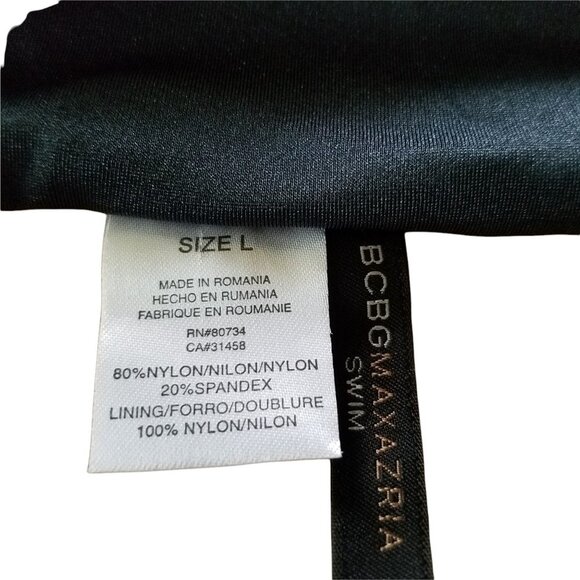 SIZE L
MADE IN ROMANIA
HECHO EN RUMANIA
FABRIQUE EN ROUMANIE
RN#80734
CA#31458
80%NYLON/NILON/NYLON
20%SPANDEX
LINING/FORRO/DOUBLURE
100% NYLON/NILON
BCBGMAXAZRIA
SWIM